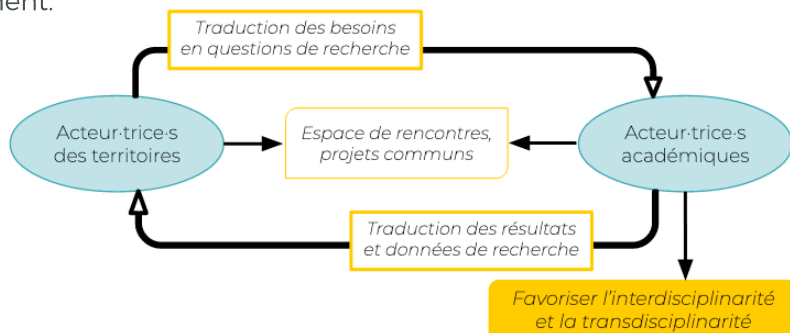 Traduction des besoins
en questions de recherche
Acteur·trice·s
des territoires
Espace de rencontres,
projets communs
Acteur·trice·s
académiques
Traduction des résultats
et données de recherche
Favoriser l'interdisciplinarité
et la transdisciplinarité